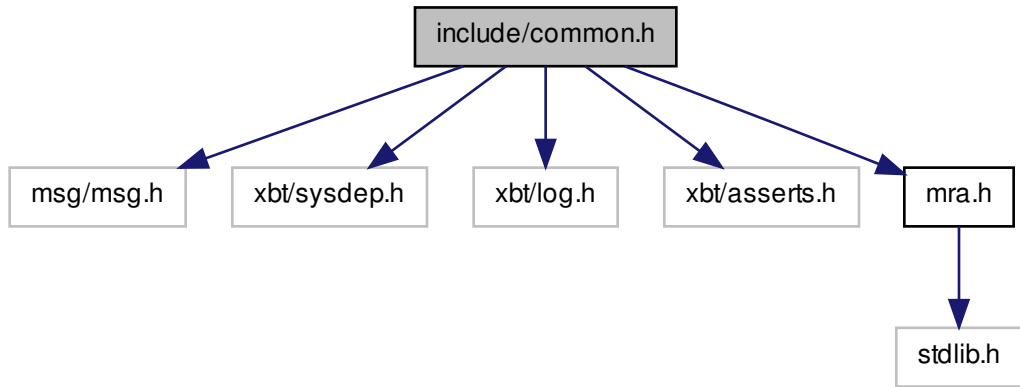 include/common.h
msg/msg.h
xbt/sysdep.h
xbt/log.h
xbt/asserts.h
mra.h
stdlib.h